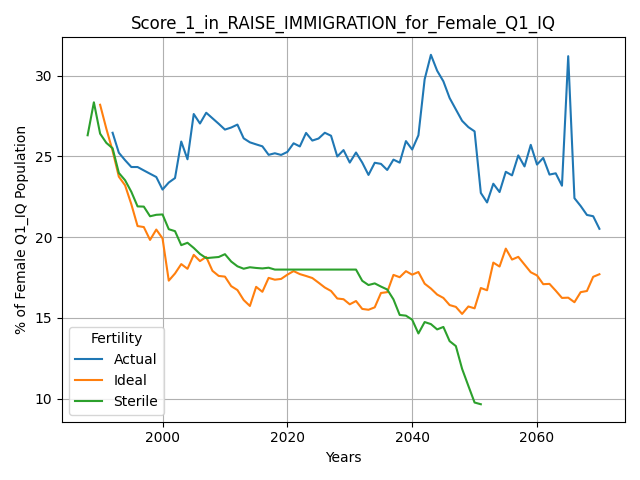 Score_1_in_RAISE_IMMIGRATION_for_Female_Q1_IQ
% of Female Q1_IQ Population
30
25
20
15
10
Fertility
Actual
Ideal
Sterile
2000
2020
2040
2060
Years